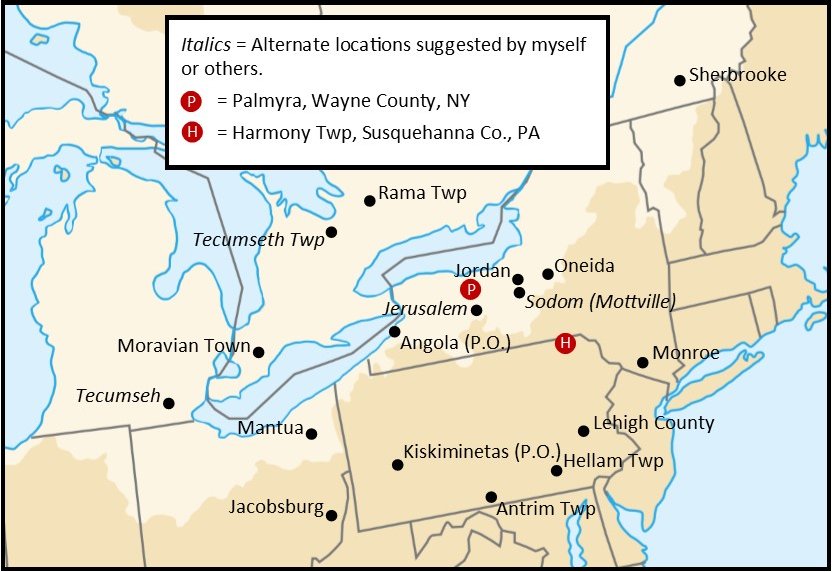 Italics = Alternate locations suggested by myself
or others.
P = Palmyra, Wayne County, NY
H = Harmony Twp, Susquehanna Co., PA
Sherbrooke
Rama Twp
Tecumseth Twp
Jordan
Oneida
P
Jerusalem
Sodom (Mottville)
Moravian Town
Angola (P.O.)
H
Monroe
Tecumseh
Mantua
Lehigh County
Kiskiminetas (P.O.)
Hellam Twp
Jacobsburg
Antrim Twp